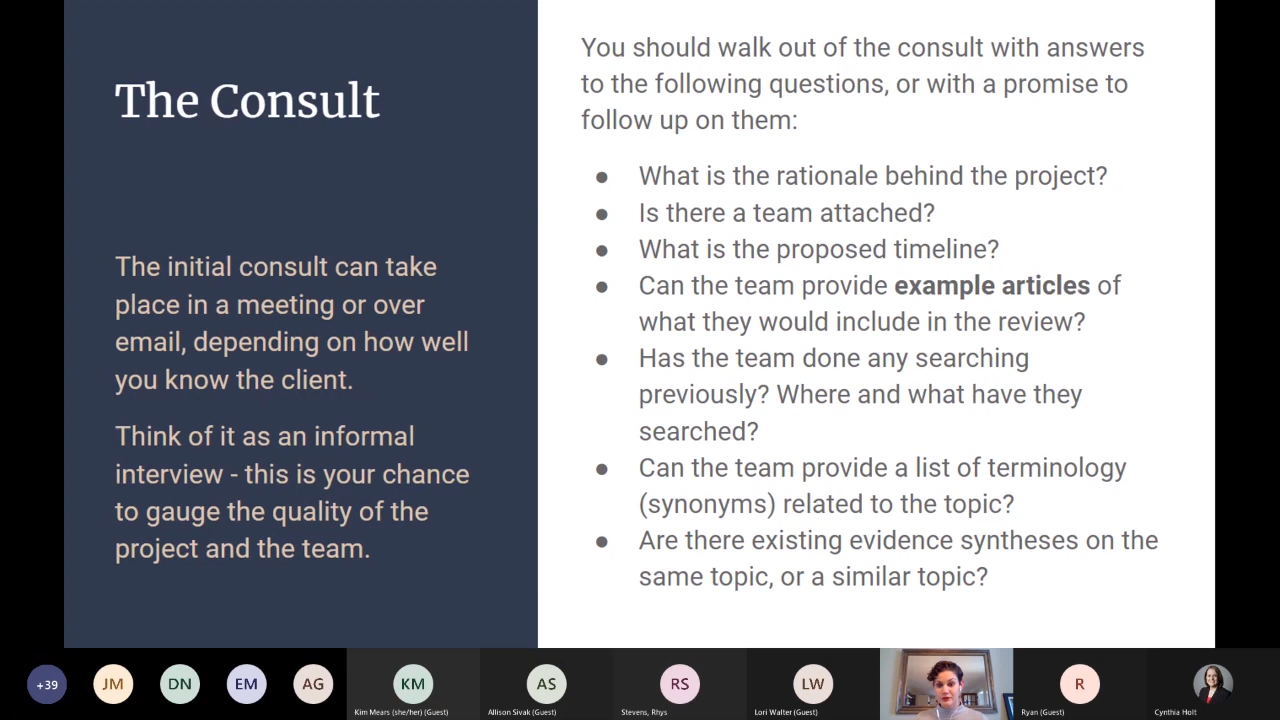 The Consult
The initial consult can take
place in a meeting or over
email, depending on how well
you know the client.
Think of it as an informal
interview - this is your chance
to gauge the quality of the
project and the team.
You should walk out of the consult with answers
to the following questions, or with a promise to
follow up on them:
● What is the rationale behind the project?
● Is there a team attached?
● What is the proposed timeline?
● Can the team provide example articles of
what they would include in the review?
● Has the team done any searching
previously? Where and what have they
searched?
● Can the team provide a list of terminology
(synonyms) related to the topic?
● Are there existing evidence syntheses on the
same topic, or a similar topic?
+39
JM
DN
EM
AG
KM
AS
RS
LW
R
Kim Mears (she/her) (Guest)
Allison Sivak (Guest)
Stevens, Rhys
Lori Walter (Guest)
Ryan (Guest)
Cynthia Holt